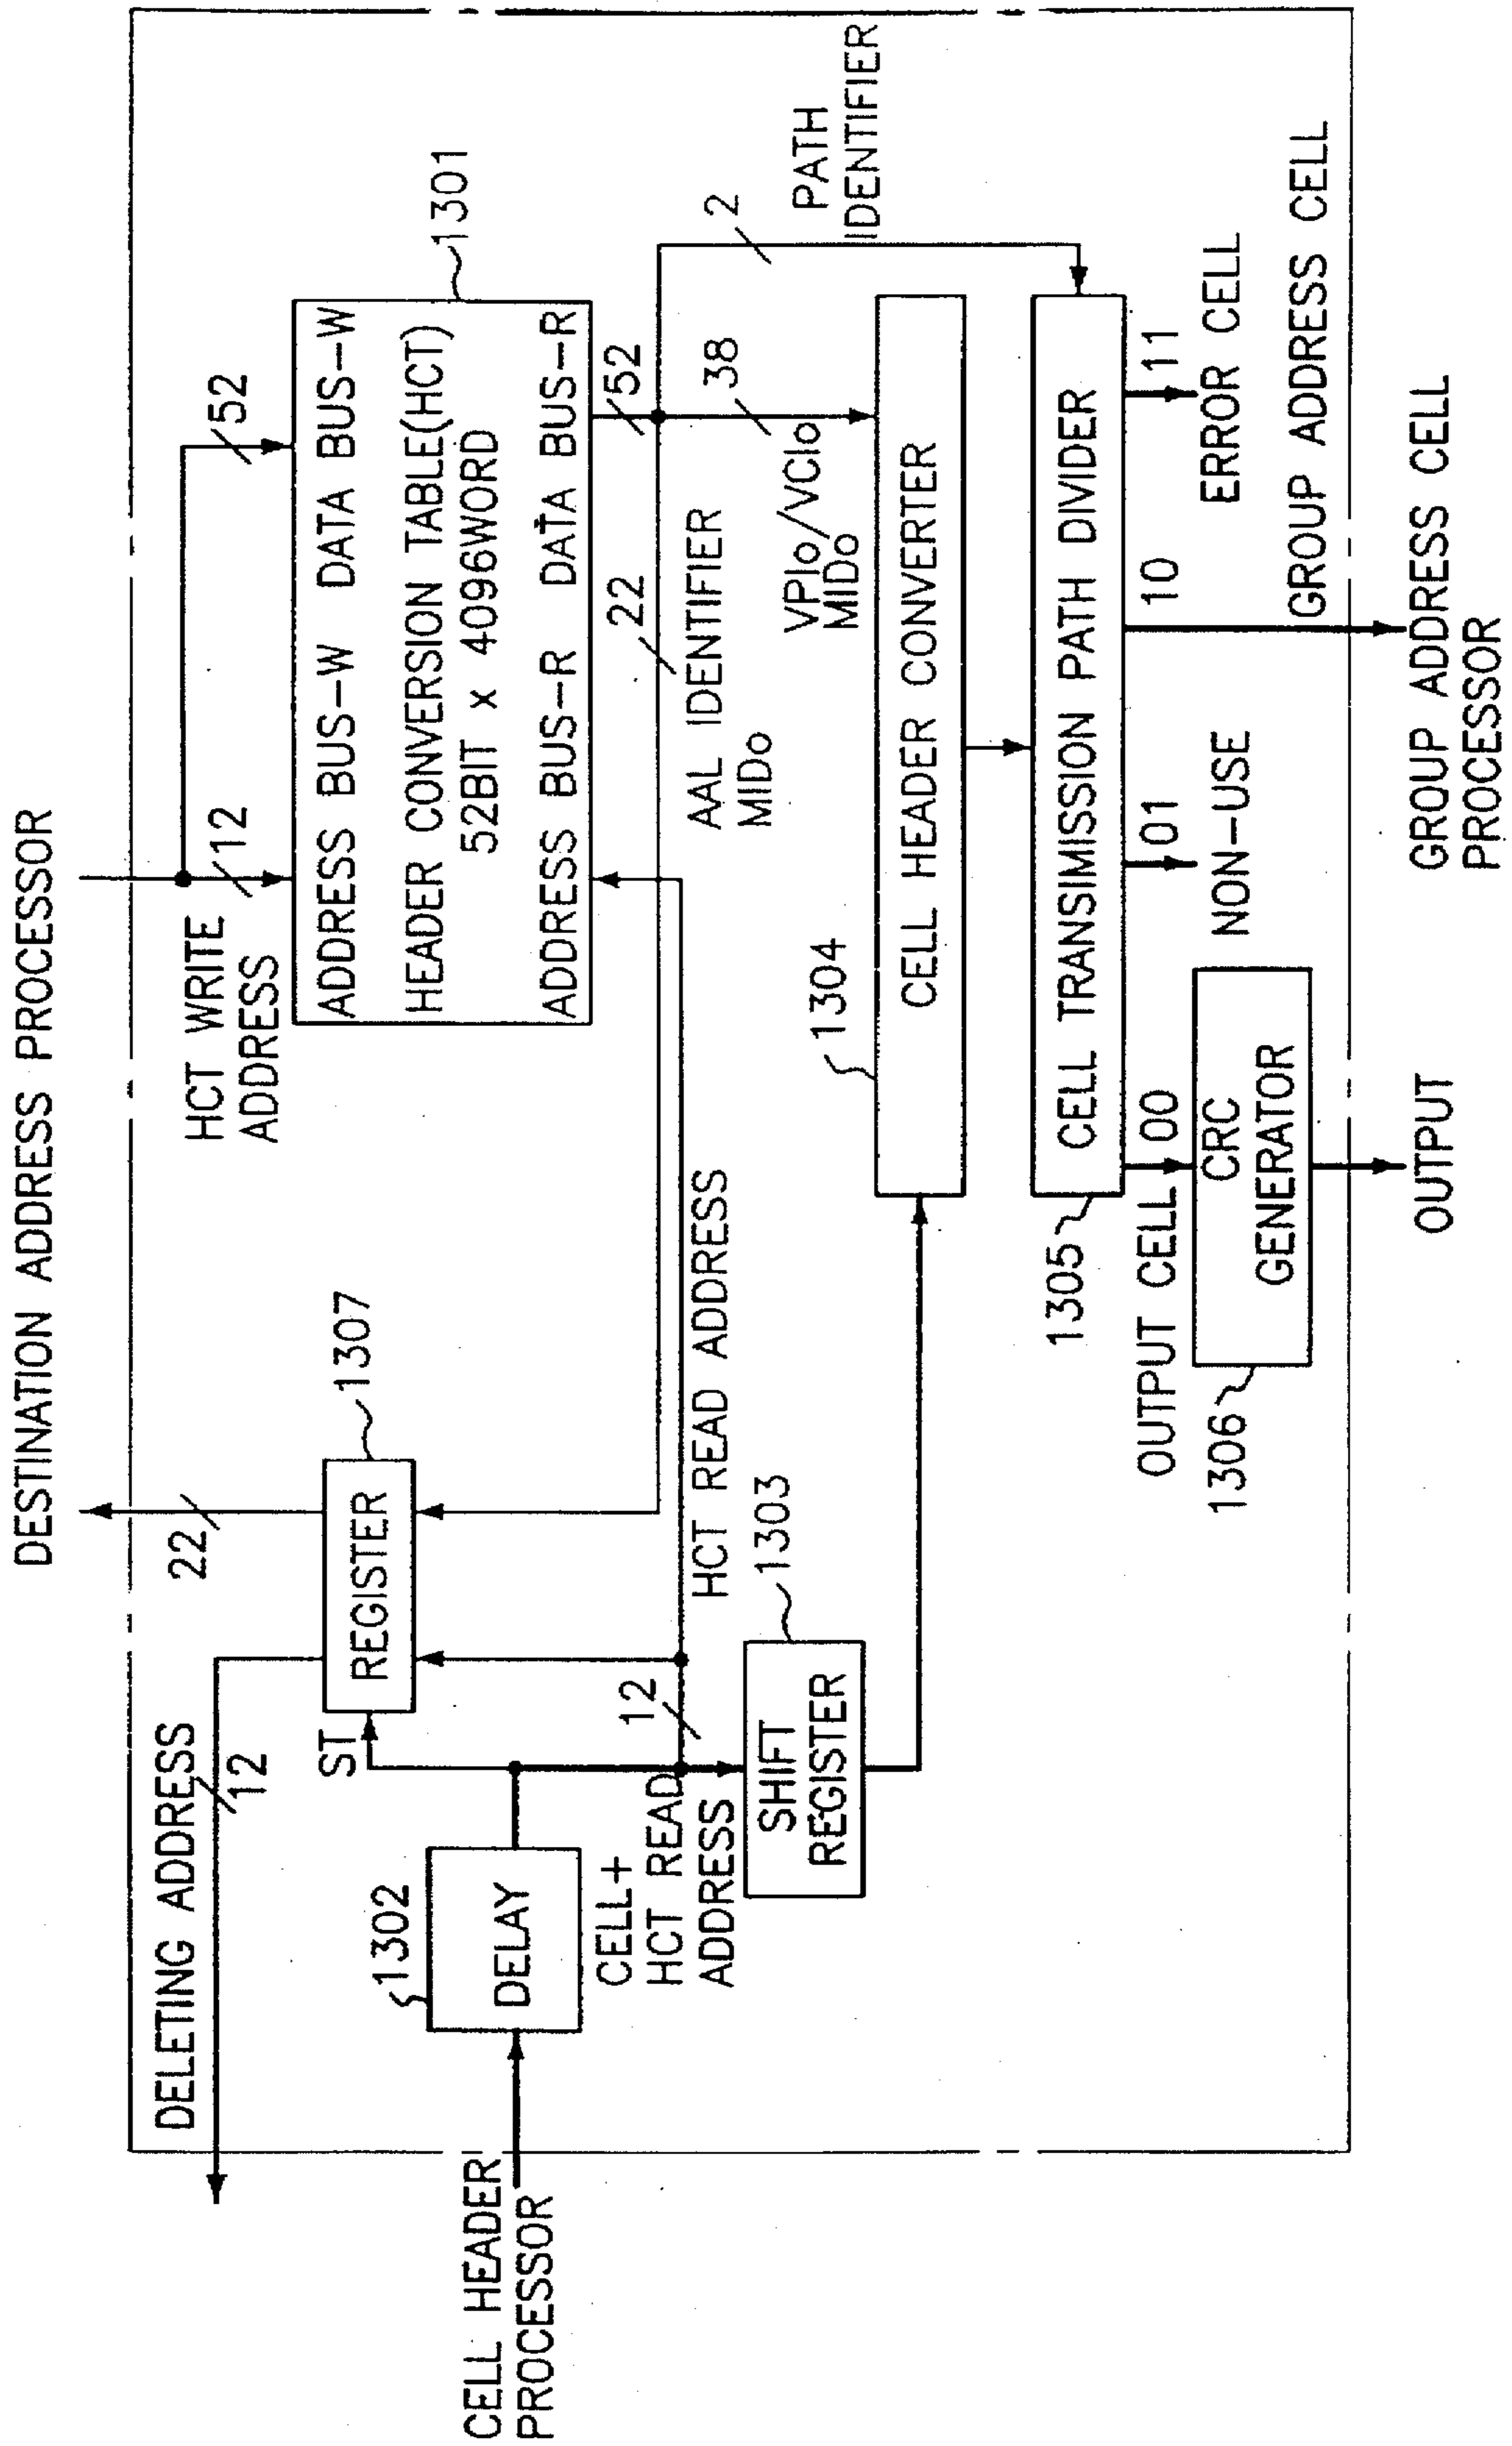 DESTINATION ADDRESS PROCESSOR
DELETING ADDRESS
12
22
HCT WRITE
ADDRESS
12
52
ST
REGISTER
1307
ADDRESS BUS-W DATA BUS-W
HEADER CONVERSION TABLE(HCT)
52BIT x 4096WORD
ADDRESS BUS-R DATA BUS-R
1301
CELL HEADER
PROCESSOR
1302
DELAY
CELL+
HCT READ
ADDRESS
12
HCT READ ADDRESS
22
AAL IDENTIFIER
MIDo
52
38
VPIo/VCIo
MIDo
2
PATH
IDENTIFIER
SHIFT
REGISTER
1303
1304
CELL HEADER CONVERTER
1305
CELL TRANSIMISSION PATH DIVIDER
OUTPUT CELL 00
01
10
11
NON-USE
ERROR CELL
GROUP ADDRESS CELL
1306
CRC
GENERATOR
OUTPUT
GROUP ADDRESS CELL
PROCESSOR